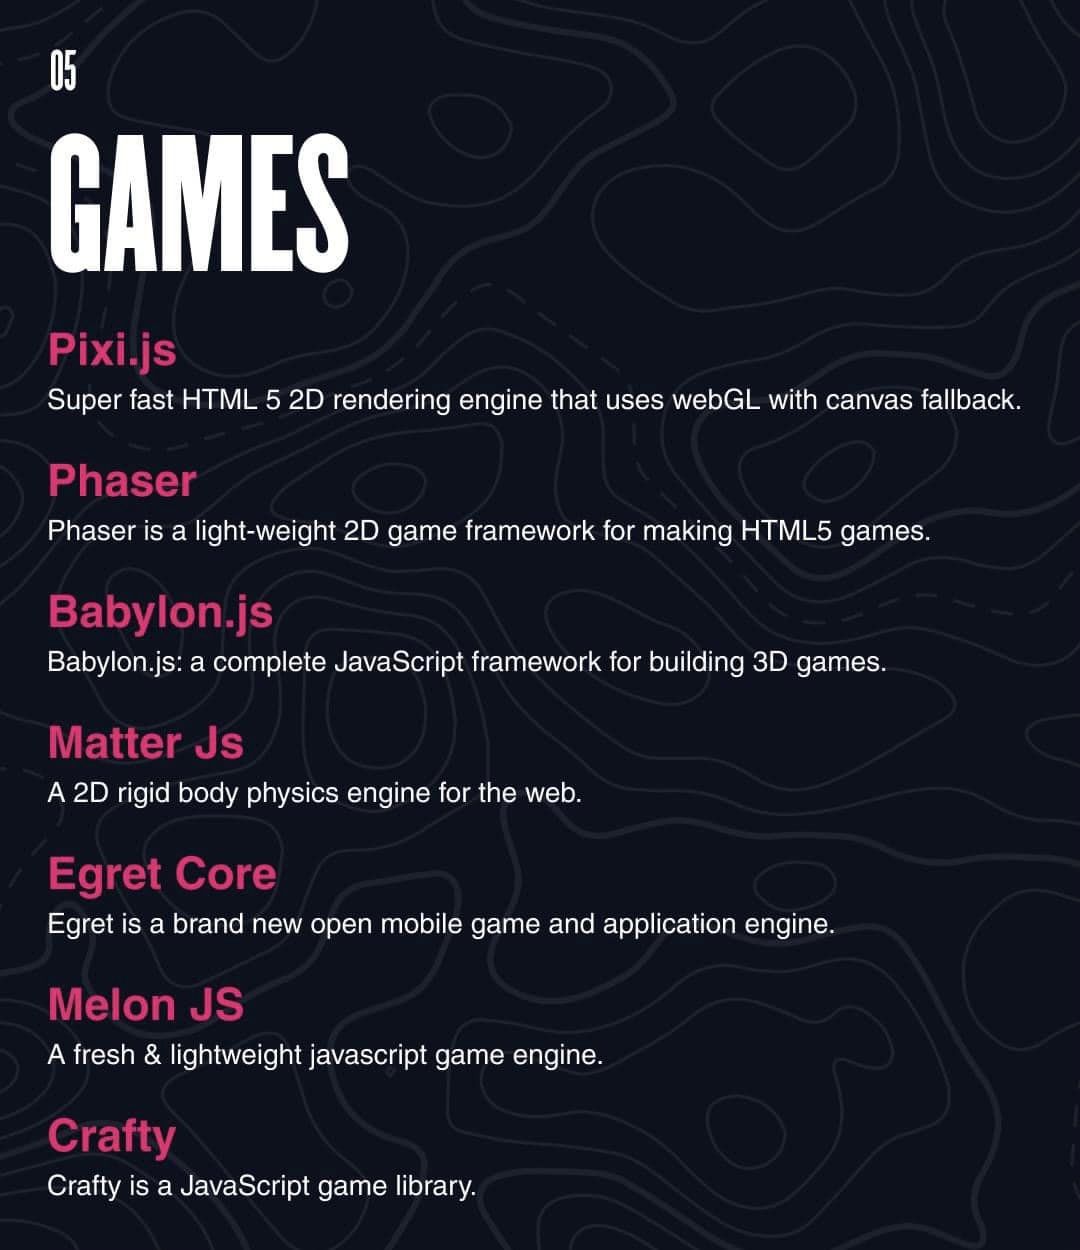 05
GAMES
Pixi.js
Super fast HTML 5 2D rendering engine that uses webGL with canvas fallback.
Phaser
Phaser is a light-weight 2D game framework for making HTML5 games.
Babylon.js
Babylon.js: a complete JavaScript framework for building 3D games.
Matter Js
A 2D rigid body physics engine for the web.
Egret Core
Egret is a brand new open mobile game and application engine.
Melon JS
A fresh & lightweight javascript game engine.
Crafty
Crafty is a JavaScript game library.